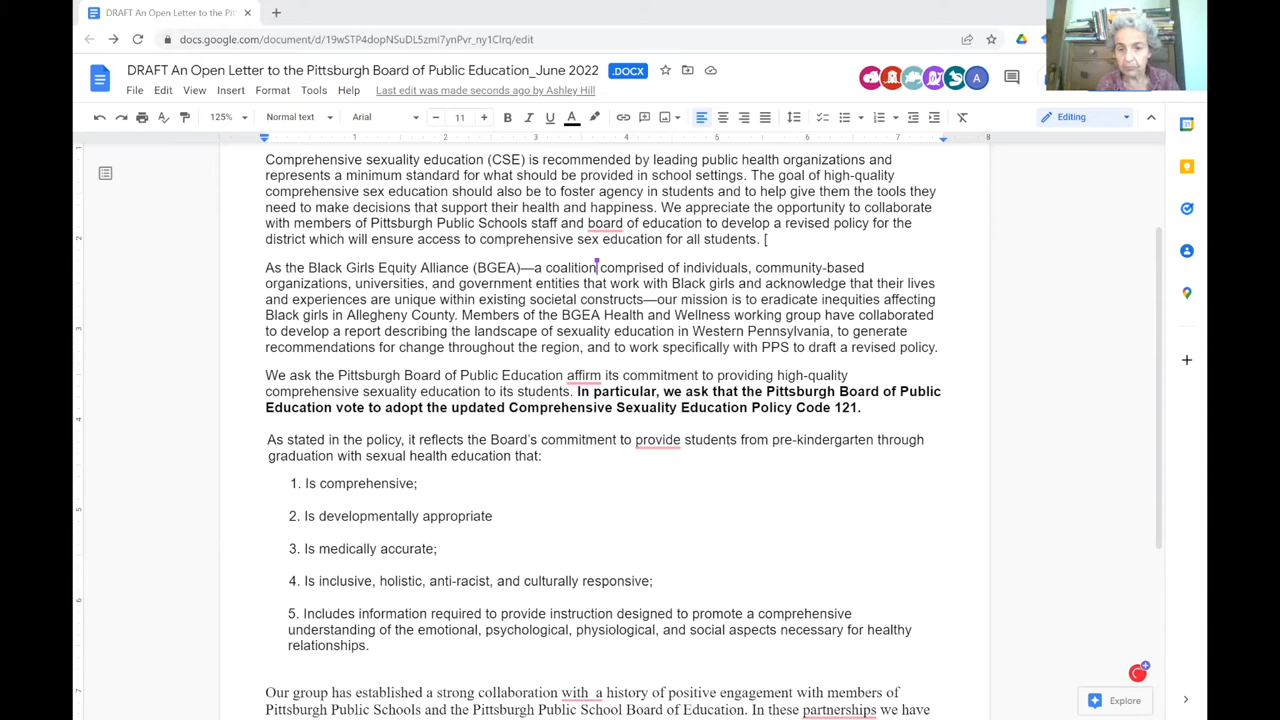 DRAFT An Open Letter to the Pitt
docs.google.com/document/d/
DRAFT An Open Letter to the Pittsburgh Board of Public Education_June 2022 .DOCX
File Edit View Insert Format Tools Help Last edit was made seconds ago by Ashley Hill
A
125% Normal text Arial 11 B I U A Editing
1 2 3 4 5 6 7 8
Comprehensive sexuality education (CSE) is recommended by leading public health organizations and
represents a minimum standard for what should be provided in school settings. The goal of high-quality
comprehensive sex education should also be to foster agency in students and to help give them the tools they
need to make decisions that support their health and happiness. We appreciate the opportunity to collaborate
with members of Pittsburgh Public Schools staff and board of education to develop a revised policy for the
district which will ensure access to comprehensive sex education for all students. [
As the Black Girls Equity Alliance (BGEA)—a coalition comprised of individuals, community-based
organizations, universities, and government entities that work with Black girls and acknowledge that their lives
and experiences are unique within existing societal constructs—our mission is to eradicate inequities affecting
Black girls in Allegheny County. Members of the BGEA Health and Wellness working group have collaborated
to develop a report describing the landscape of sexuality education in Western Pennsylvania, to generate
recommendations for change throughout the region, and to work specifically with PPS to draft a revised policy.
We ask the Pittsburgh Board of Public Education affirm its commitment to providing high-quality
comprehensive sexuality education to its students. In particular, we ask that the Pittsburgh Board of Public
Education vote to adopt the updated Comprehensive Sexuality Education Policy Code 121.
As stated in the policy, it reflects the Board's commitment to provide students from pre-kindergarten through
graduation with sexual health education that:
1. Is comprehensive;
2. Is developmentally appropriate
3. Is medically accurate;
4. Is inclusive, holistic, anti-racist, and culturally responsive;
5. Includes information required to provide instruction designed to promote a comprehensive
understanding of the emotional, psychological, physiological, and social aspects necessary for healthy
relationships.
Our group has established a strong collaboration with a history of positive engagement with members of
Pittsburgh Public Schools and the Pittsburgh Public School Board of Education. In these partnerships we have
Explore